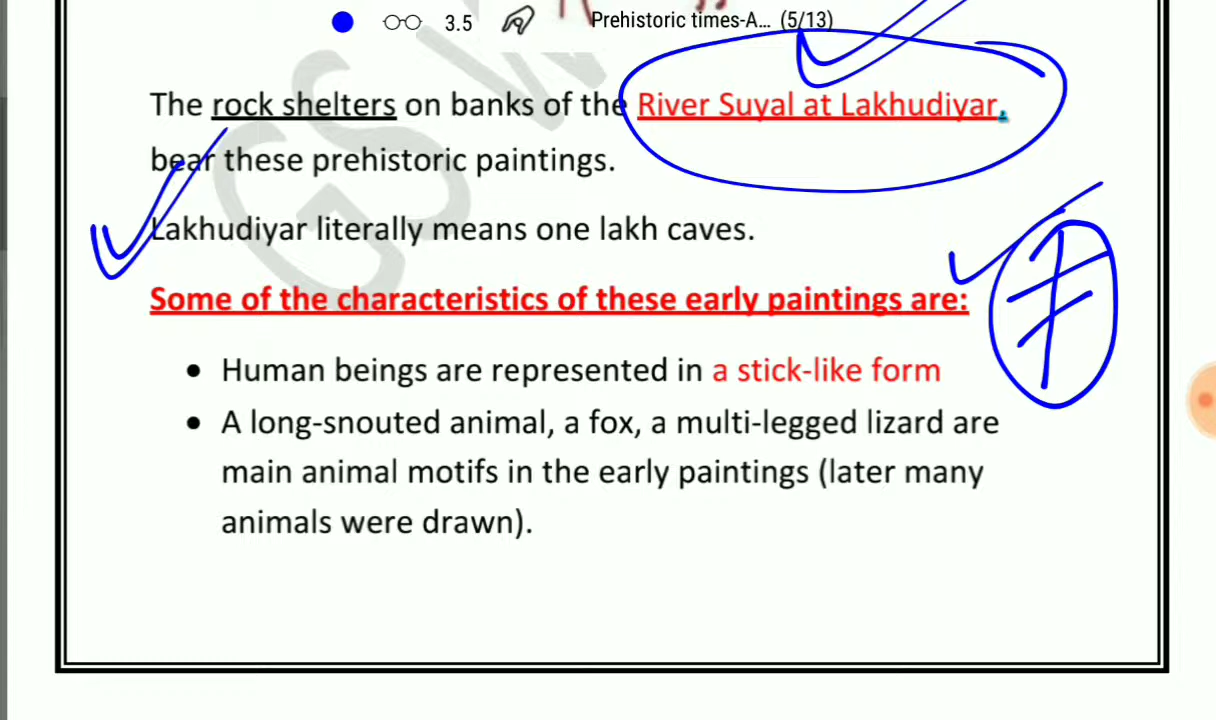 3.5 Prehistoric times-A... (5/13)
The rock shelters on banks of the River Suyal at Lakhudiyar,
bear these prehistoric paintings.
Lakhudiyar literally means one lakh caves.
Some of the characteristics of these early paintings are:
• Human beings are represented in a stick-like form
• A long-snouted animal, a fox, a multi-legged lizard are
main animal motifs in the early paintings (later many
animals were drawn).